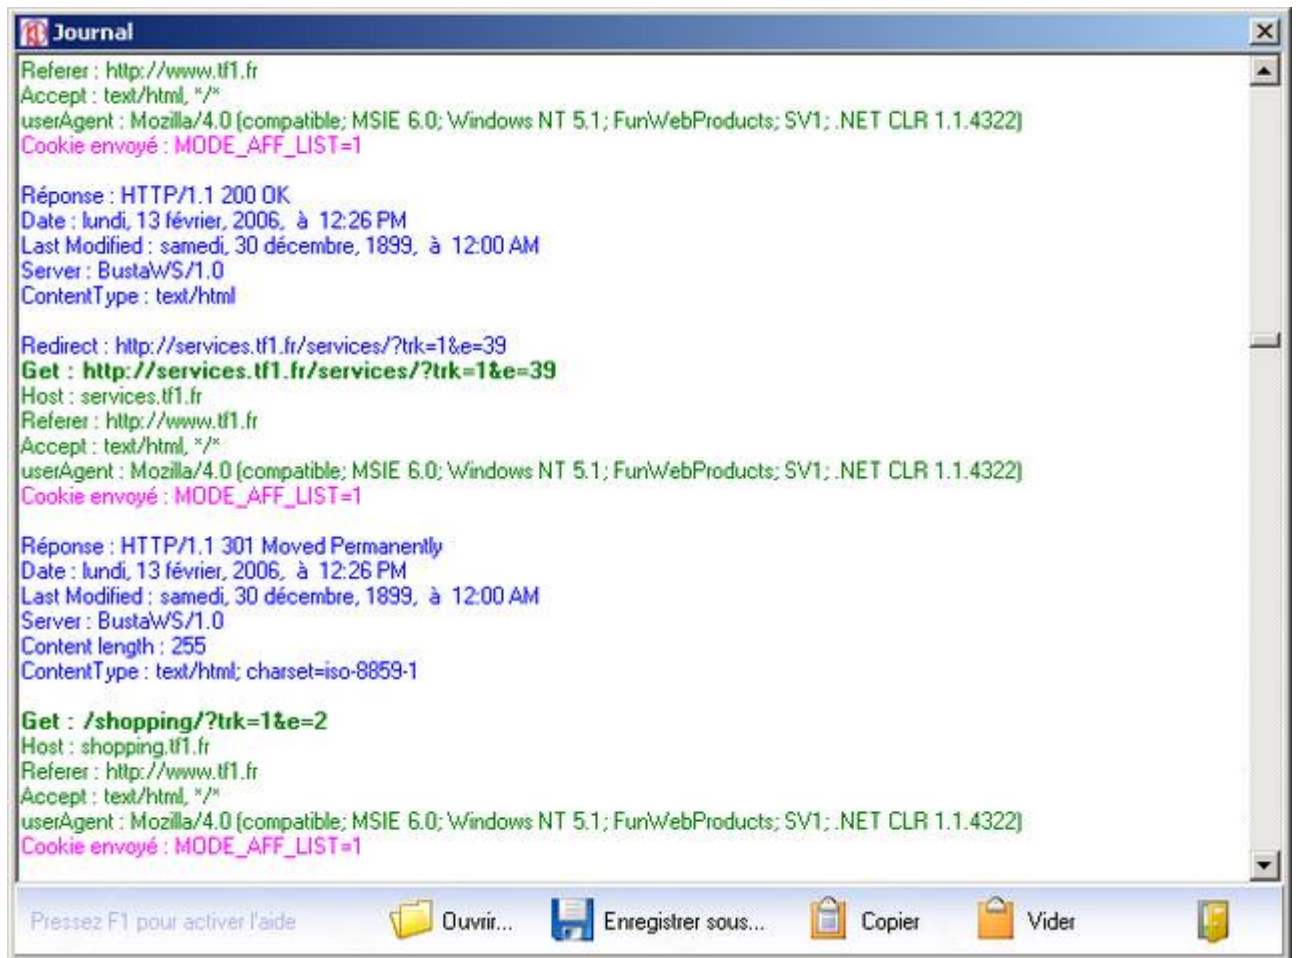 Journal
Referer : http://www.tf1.fr
Accept : text/html, */*
userAgent : Mozilla/4.0 (compatible; MSIE 6.0; Windows NT 5.1; FunWebProducts; SV1; .NET CLR 1.1.4322)
Cookie envoyé : MODE_AFF_LIST=1
Réponse : HTTP/1.1 200 OK
Date : lundi, 13 février, 2006,  à  12:26 PM
Last Modified : samedi, 30 décembre, 1899,  à  12:00 AM
Server : BustaWS/1.0
ContentType : text/html
Redirect : http://services.tf1.fr/services/?trk=1&e=39
Get : http://services.tf1.fr/services/?trk=1&e=39
Host : services.tf1.fr
Referer : http://www.tf1.fr
Accept : text/html, */*
userAgent : Mozilla/4.0 (compatible; MSIE 6.0; Windows NT 5.1; FunWebProducts; SV1; .NET CLR 1.1.4322)
Cookie envoyé : MODE_AFF_LIST=1
Réponse : HTTP/1.1 301 Moved Permanently
Date : lundi, 13 février, 2006,  à  12:26 PM
Last Modified : samedi, 30 décembre, 1899,  à  12:00 AM
Server : BustaWS/1.0
Content length : 255
ContentType : text/html; charset=iso-8859-1
Get : /shopping/?trk=1&e=2
Host : shopping.tf1.fr
Referer : http://www.tf1.fr
Accept : text/html, */*
userAgent : Mozilla/4.0 (compatible; MSIE 6.0; Windows NT 5.1; FunWebProducts; SV1; .NET CLR 1.1.4322)
Cookie envoyé : MODE_AFF_LIST=1
Pressez F1 pour activer l'aide Ouvrir... Enregistrer sous... Copier Vider